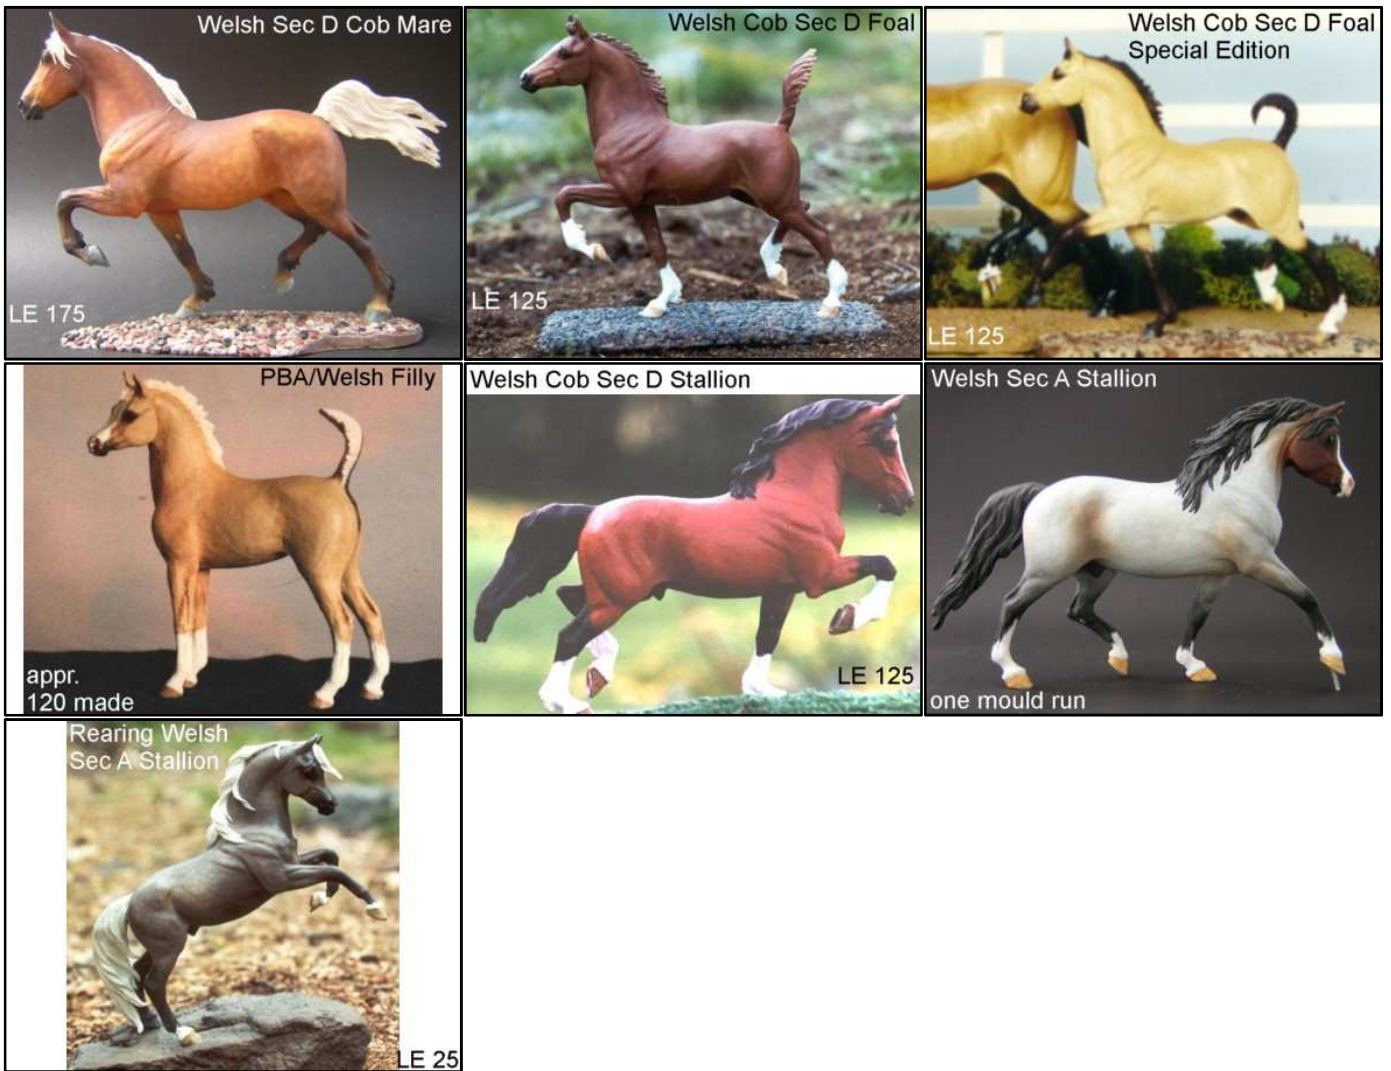 Welsh Sec D Cob Mare
LE 175
Welsh Cob Sec D Foal
LE 125
Welsh Cob Sec D Foal
Special Edition
LE 125
PBA/Welsh Filly
appr.
120 made
Welsh Cob Sec D Stallion
LE 125
Welsh Sec A Stallion
one mould run
Rearing Welsh
Sec A Stallion
LE 25